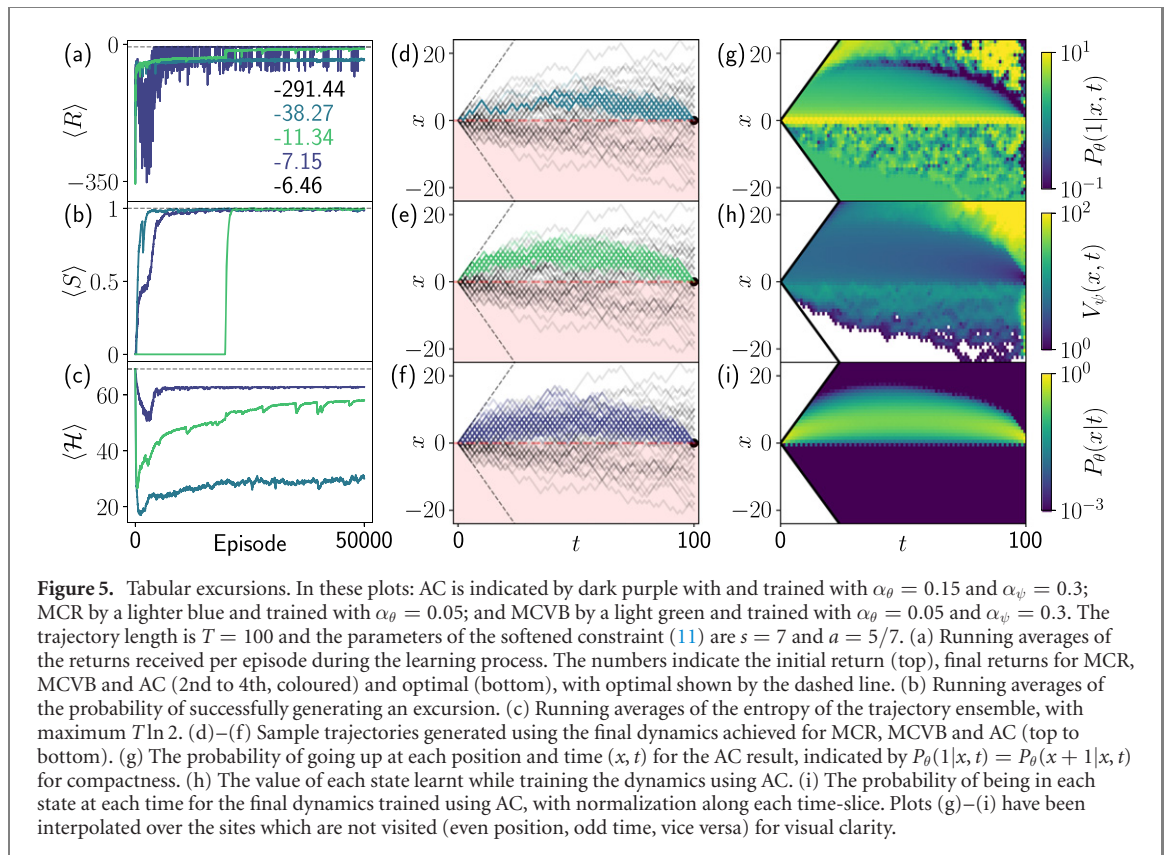 (a)
0
⟨R⟩
−350
-291.44
-38.27
-11.34
-7.15
-6.46
(b)
1
⟨S⟩
0.5
0
(c)
60
⟨H⟩
40
20
0
Episode
50000
(d)
20
x
0
−20
(e)
20
x
0
−20
(f)
20
x
0
−20
0
t
100
(g)
20
x
0
−20
(h)
20
x
0
−20
(i)
20
x
0
−20
0
t
100
10¹
Pθ(1|x, t)
10⁻¹
10²
Vψ(x, t)
10⁰
10⁰
Pθ(x|t)
10⁻³
Figure 5. Tabular excursions. In these plots: AC is indicated by dark purple with and trained with αθ = 0.15 and αψ = 0.3;
MCR by a lighter blue and trained with αθ = 0.05; and MCVB by a light green and trained with αθ = 0.05 and αψ = 0.3. The
trajectory length is T = 100 and the parameters of the softened constraint (11) are s = 7 and a = 5/7. (a) Running averages of
the returns received per episode during the learning process. The numbers indicate the initial return (top), final returns for MCR,
MCVB and AC (2nd to 4th, coloured) and optimal (bottom), with optimal shown by the dashed line. (b) Running averages of
the probability of successfully generating an excursion. (c) Running averages of the entropy of the trajectory ensemble, with
maximum T ln 2. (d)–(f) Sample trajectories generated using the final dynamics achieved for MCR, MCVB and AC (top to
bottom). (g) The probability of going up at each position and time (x, t) for the AC result, indicated by Pθ(1|x, t) = Pθ(x + 1|x, t)
for compactness. (h) The value of each state learnt while training the dynamics using AC. (i) The probability of being in each
state at each time for the final dynamics trained using AC, with normalization along each time-slice. Plots (g)–(i) have been
interpolated over the sites which are not visited (even position, odd time, vice versa) for visual clarity.